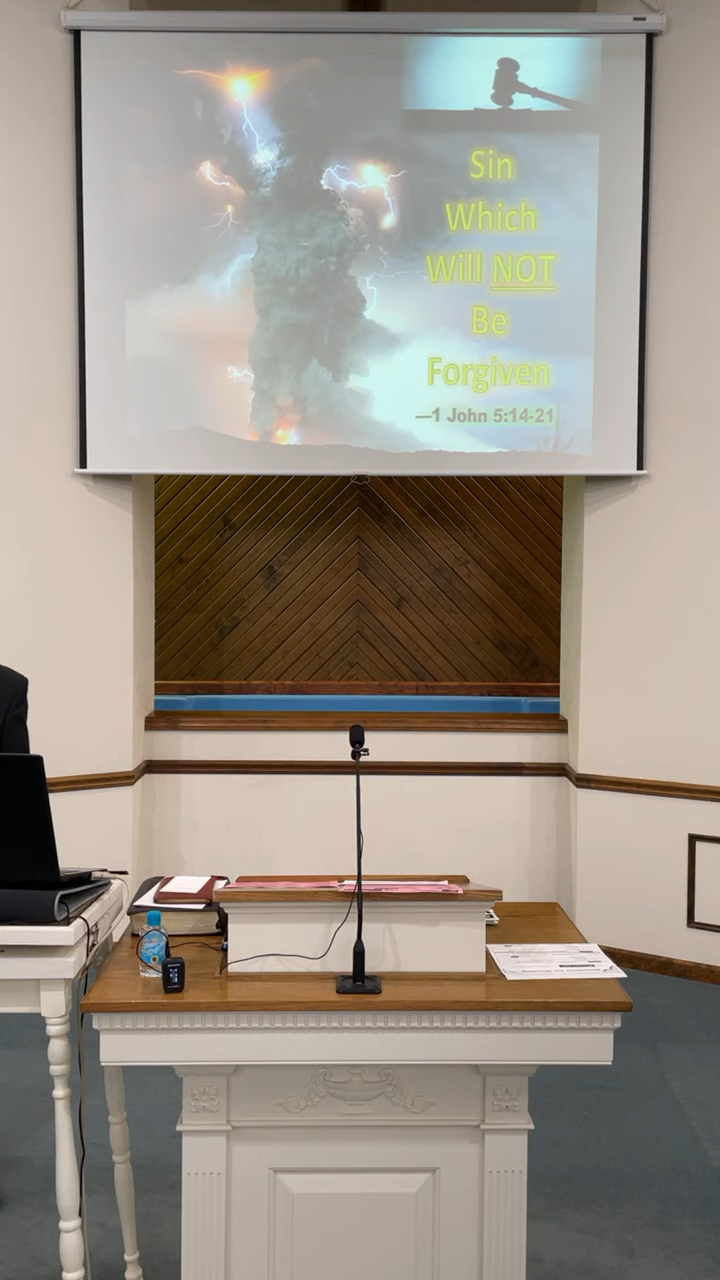 Sin
Which
Will NOT
Be
Forgiven
—1 John 5:14-21